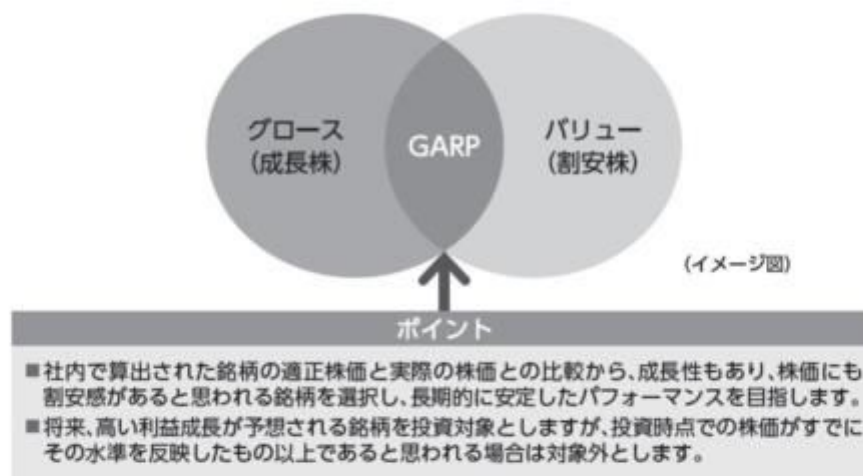 グロース
(成長株)
GARP
バリュー
(割安株)
(イメージ図)
ポイント
■社内で算出された銘柄の適正株価と実際の株価との比較から、成長性もあり、株価にも
割安感があると思われる銘柄を選択し、長期的に安定したパフォーマンスを目指します。
■将来、高い利益成長が予想される銘柄を投資対象としますが、投資時点での株価がすでに
その水準を反映したもの以上であると思われる場合は対象外とします。